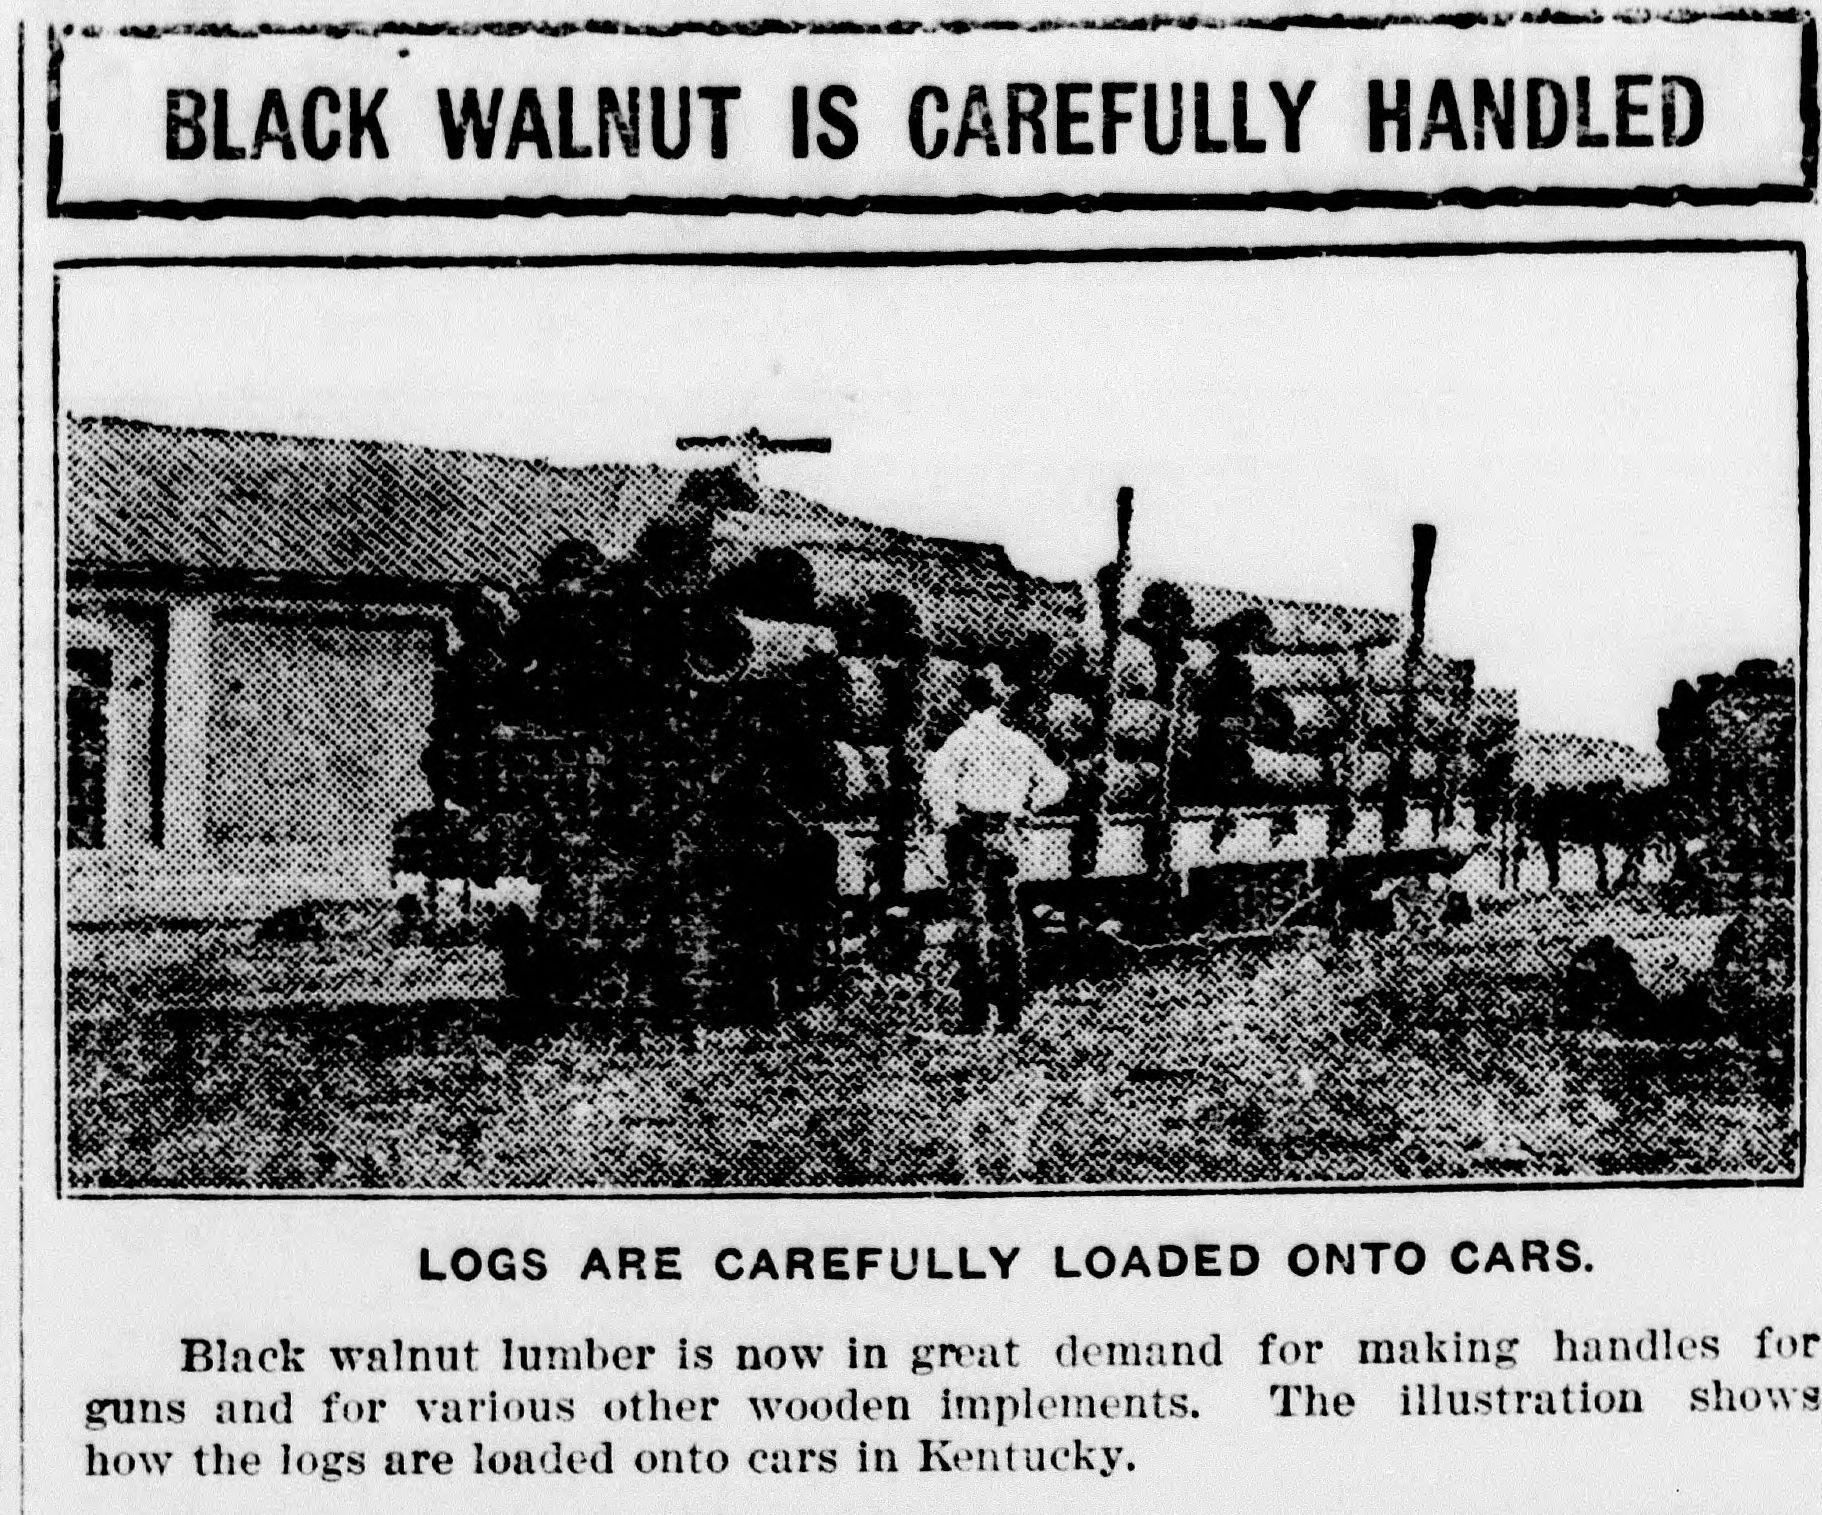 BLACK WALNUT IS CAREFULLY HANDLED
LOGS ARE CAREFULLY LOADED ONTO CARS.
Black walnut lumber is now in great demand for making handles for
guns and for various other wooden implements. The illustration shows
how the logs are loaded onto cars in Kentucky.